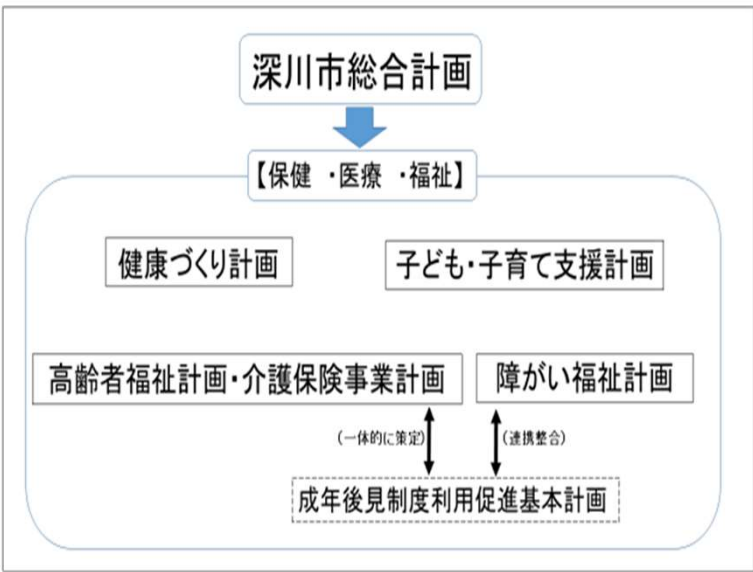 深川市総合計画
【保健 ・医療 ・福祉】
健康づくり計画
子ども・子育て支援計画
高齢者福祉計画・介護保険事業計画
障がい福祉計画
(一体的に策定)
(連携整合)
成年後見制度利用促進基本計画